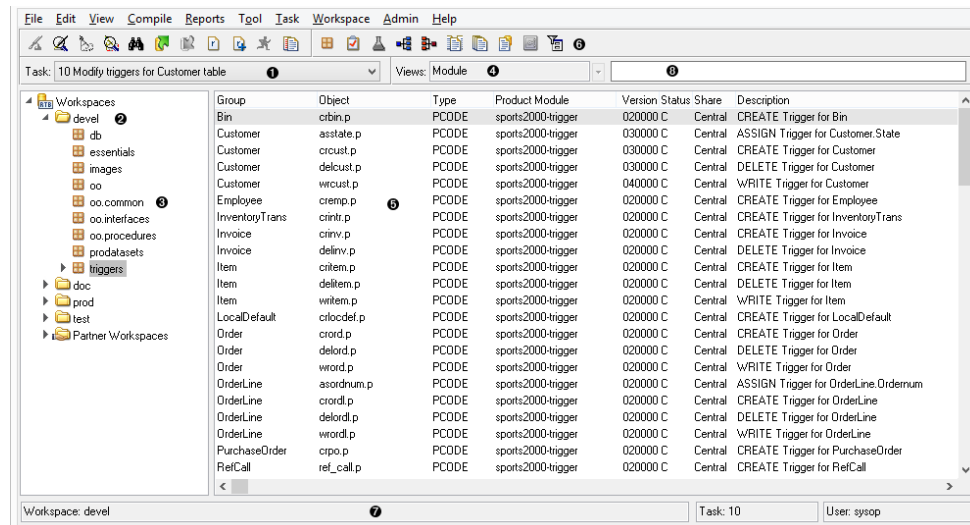 File Edit View Compile Reports Tool Task Workspace Admin Help
6
Task: 10 Modify triggers for Customer table 1 Views: Module 4 8
Workspaces
devel 2
db
essentials
images
oo
oo.common 3
oo.interfaces
oo.procedures
prodatasets
triggers
doc
prod
test
Partner Workspaces
Group Object Type Product Module Version Status Share Description
Bin crbin.p PCODE sports2000-trigger 020000 C Central CREATE Trigger for Bin
Customer asstate.p PCODE sports2000-trigger 030000 C Central ASSIGN Trigger for Customer.State
Customer crcust.p PCODE sports2000-trigger 030000 C Central CREATE Trigger for Customer
Customer delcust.p PCODE sports2000-trigger 030000 C Central DELETE Trigger for Customer
Customer wrcust.p PCODE sports2000-trigger 040000 C Central WRITE Trigger for Customer
Employee cremp.p 5 PCODE sports2000-trigger 020000 C Central CREATE Trigger for Employee
InventoryTrans crintr.p PCODE sports2000-trigger 020000 C Central CREATE Trigger for InventoryTrans
Invoice crinv.p PCODE sports2000-trigger 020000 C Central CREATE Trigger for Invoice
Invoice delinv.p PCODE sports2000-trigger 020000 C Central DELETE Trigger for Invoice
Item critem.p PCODE sports2000-trigger 020000 C Central CREATE Trigger for Item
Item delitem.p PCODE sports2000-trigger 020000 C Central DELETE Trigger for Item
Item writem.p PCODE sports2000-trigger 020000 C Central WRITE Trigger for Item
LocalDefault crlocdef.p PCODE sports2000-trigger 020000 C Central CREATE Trigger for LocalDefault
Order crord.p PCODE sports2000-trigger 020000 C Central CREATE Trigger for Order
Order delord.p PCODE sports2000-trigger 020000 C Central DELETE Trigger for Order
Order wrord.p PCODE sports2000-trigger 020000 C Central WRITE Trigger for Order
OrderLine asordnum.p PCODE sports2000-trigger 020000 C Central ASSIGN Trigger for OrderLine.Ordernum
OrderLine crordl.p PCODE sports2000-trigger 020000 C Central CREATE Trigger for OrderLine
OrderLine delordl.p PCODE sports2000-trigger 020000 C Central DELETE Trigger for OrderLine
OrderLine wrordl.p PCODE sports2000-trigger 020000 C Central WRITE Trigger for OrderLine
PurchaseOrder crpo.p PCODE sports2000-trigger 020000 C Central CREATE Trigger for PurchaseOrder
RefCall ref_call.p PCODE sports2000-trigger 020000 C Central CREATE Trigger for RefCall
Workspace: devel 7 Task: 10 User: sysop